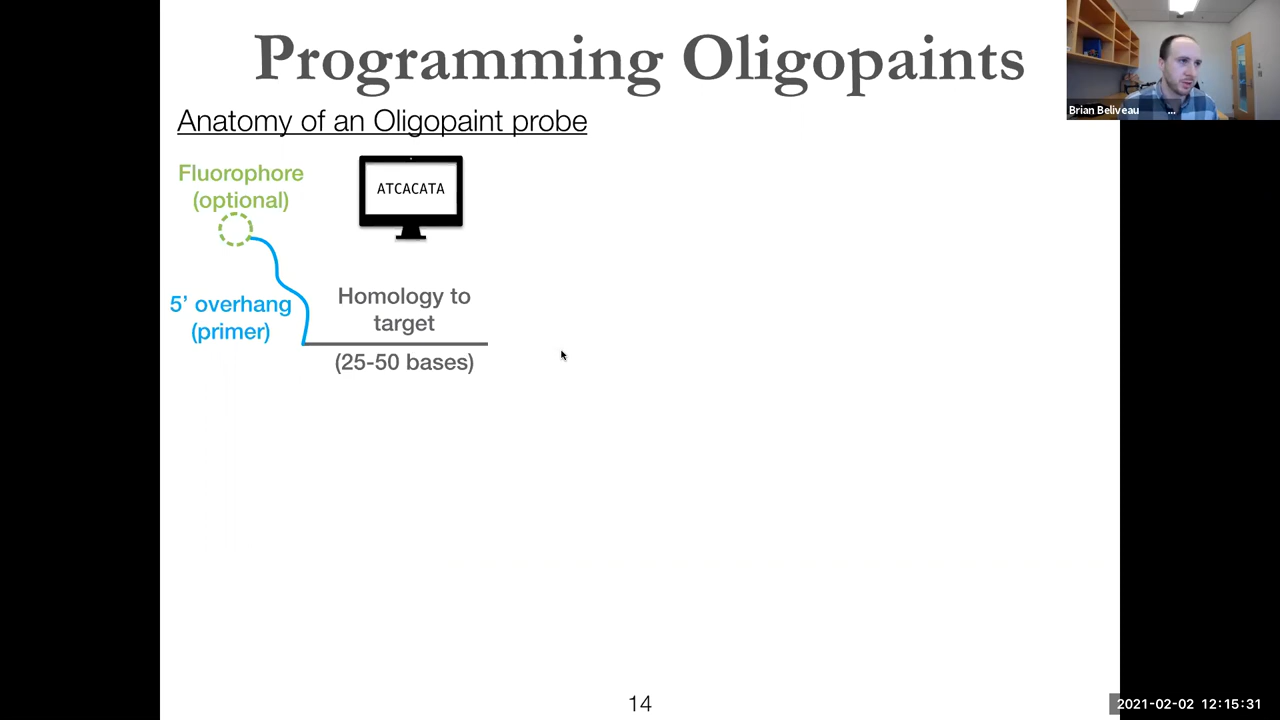 Programming Oligopaints
Brian Beliveau
...
Anatomy of an Oligopaint probe
Fluorophore
(optional)
ATCACATA
5’ overhang
(primer)
Homology to
target
(25-50 bases)
14
2021-02-02 12:15:31